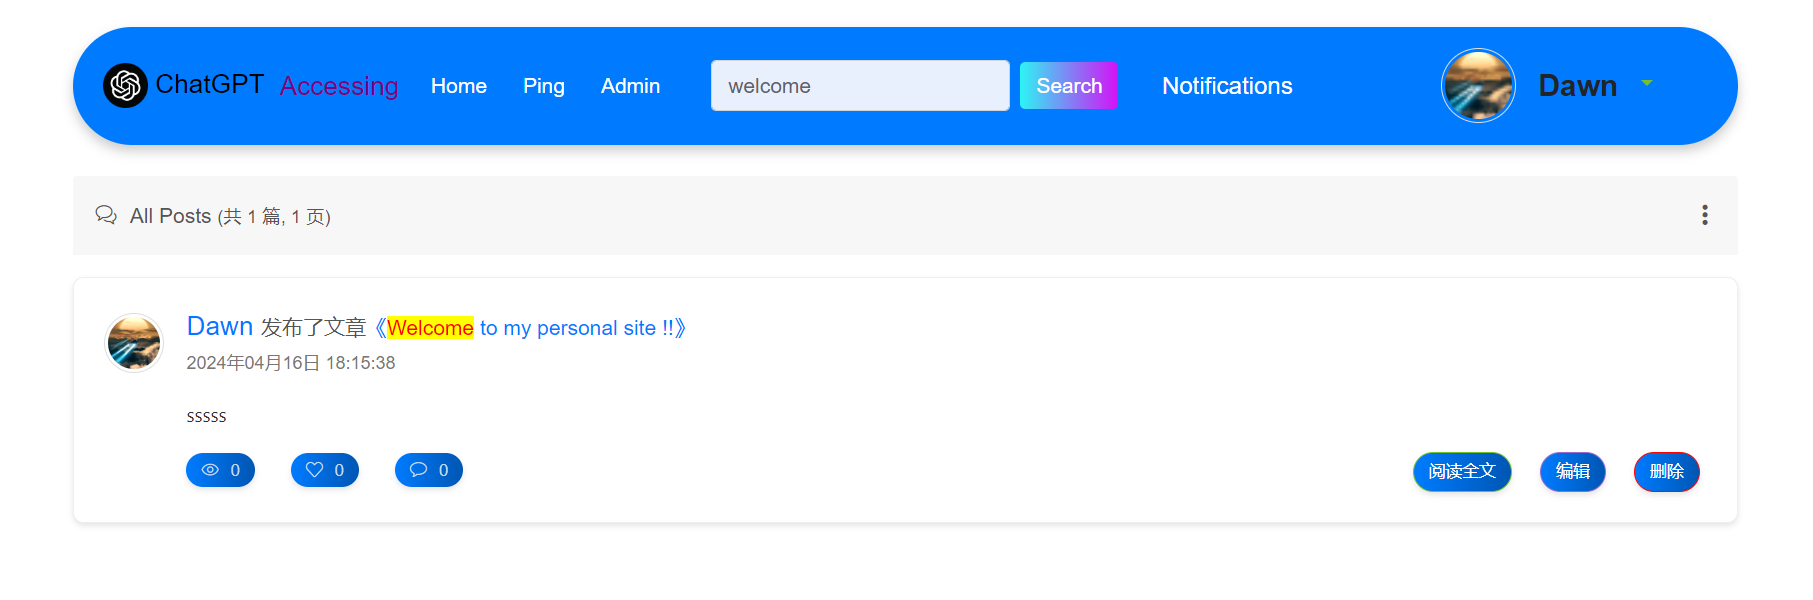 ChatGPT Accessing Home Ping Admin welcome Search Notifications Dawn
All Posts (共 1 篇, 1 页)
Dawn 发布了文章《Welcome to my personal site !!》
2024年04月16日 18:15:38
sssss
0 0 0 阅读全文 编辑 删除